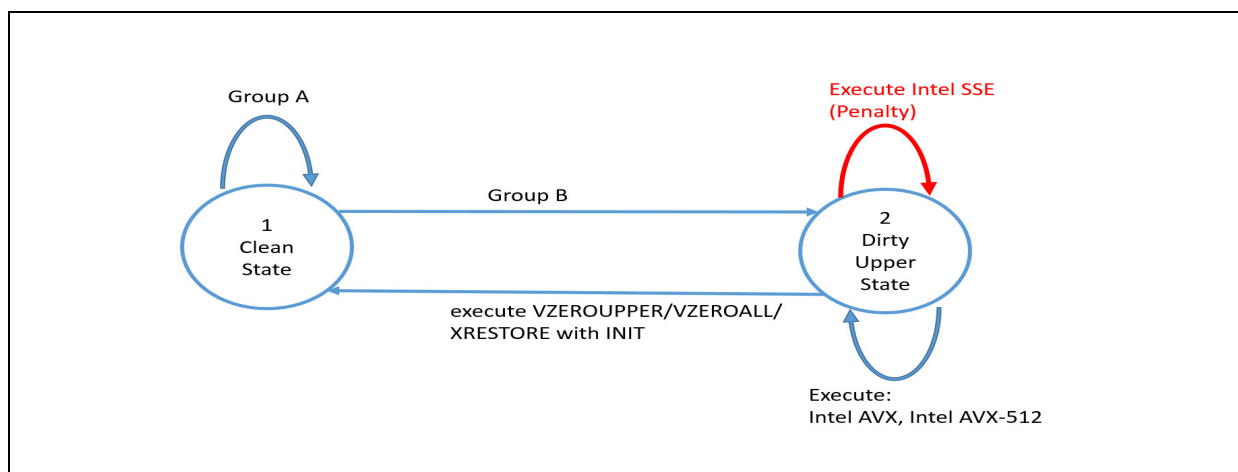 Group A
Execute Intel SSE
(Penalty)
Group B
1
Clean
State
2
Dirty
Upper
State
execute VZEROUPPER/VZEROALL/
XRESTORE with INIT
Execute:
Intel AVX, Intel AVX-512